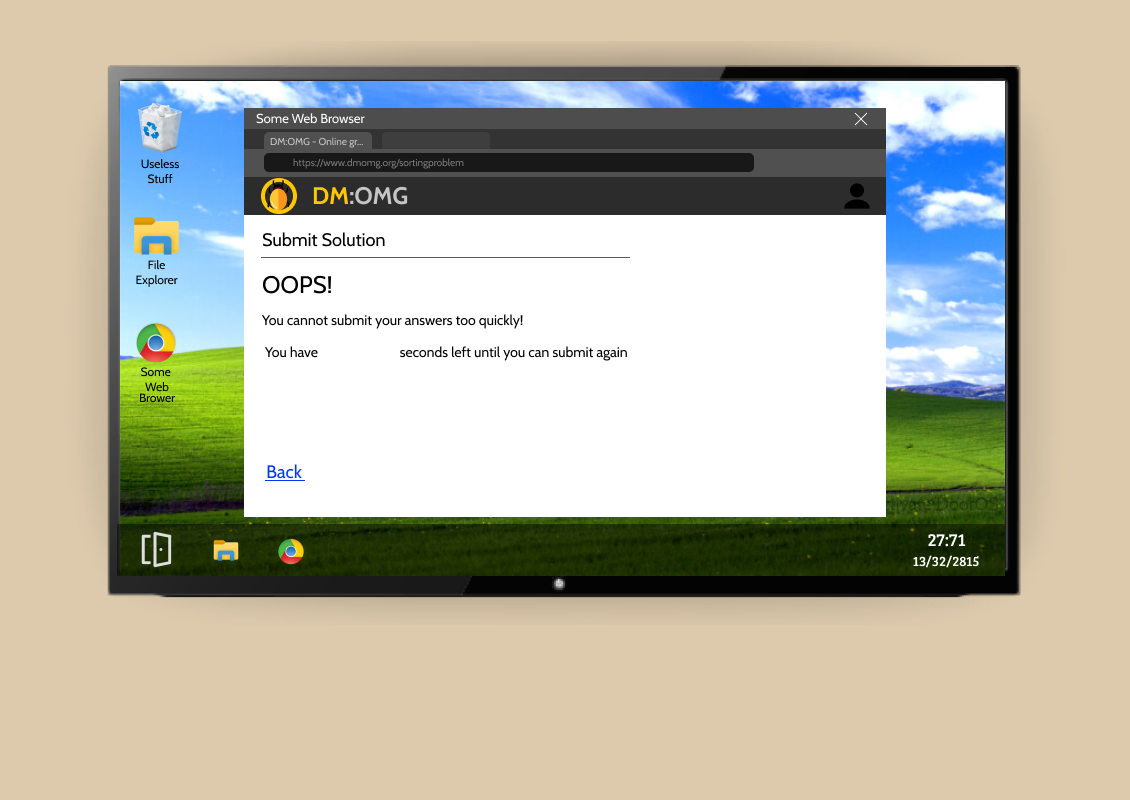 Some Web Browser
DM:OMG - Online gr...
https://www.dmomg.org/sortingproblem
DM:OMG
Submit Solution
OOPS!
You cannot submit your answers too quickly!
You have seconds left until you can submit again
Back
Useless
Stuff
File
Explorer
Some
Web
Brower
27:71
13/32/2815